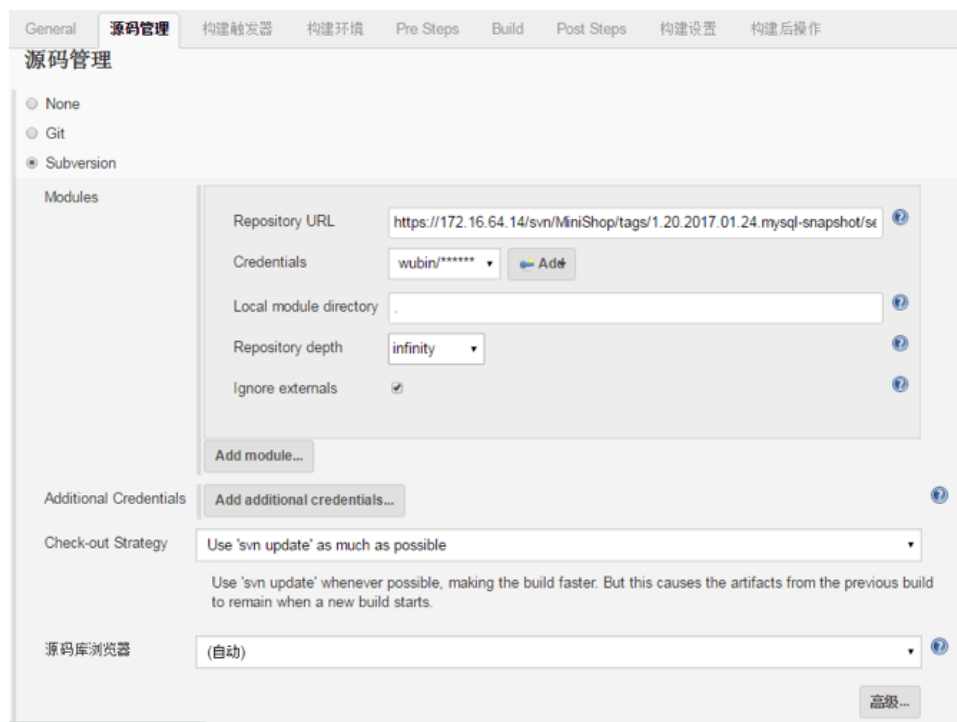 General 源码管理 构建触发器 构建环境 Pre Steps Build Post Steps 构建设置 构建后操作
源码管理
None
Git
Subversion
Modules
Repository URL https://172.16.64.14/svn/MiniShop/tags/1.20.2017.01.24.mysql-snapshot/se
Credentials wubin/****** Add
Local module directory .
Repository depth infinity
Ignore externals
Add module...
Additional Credentials Add additional credentials...
Check-out Strategy Use 'svn update' as much as possible
Use 'svn update' whenever possible, making the build faster. But this causes the artifacts from the previous build
to remain when a new build starts.
源码库浏览器 (自动)
高级...